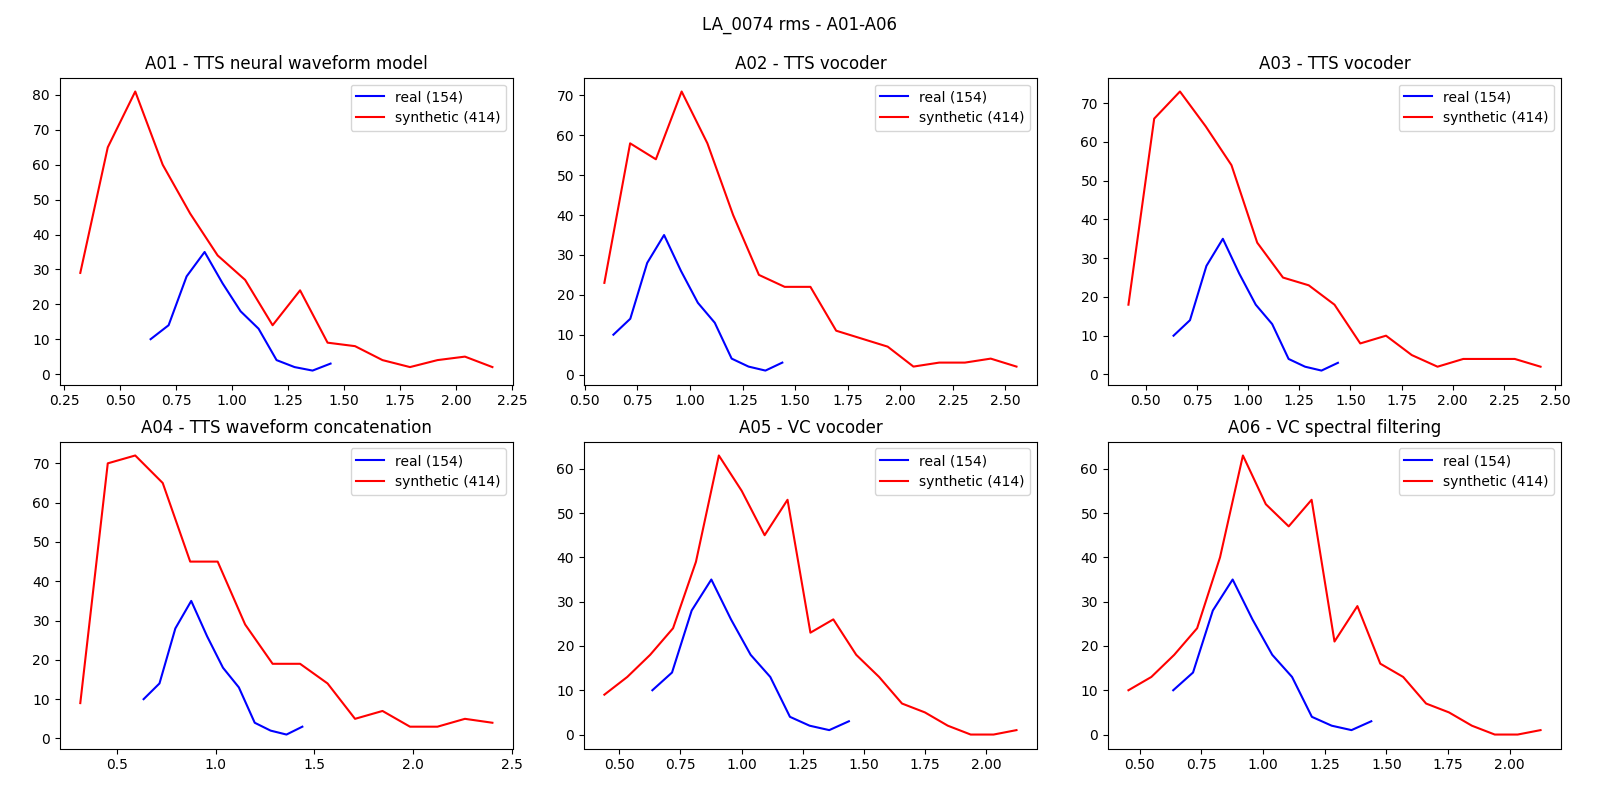 LA_0074 rms - A01-A06
A01 - TTS neural waveform model
80
70
60
50
40
30
20
10
0
0.25 0.50 0.75 1.00 1.25 1.50 1.75 2.00 2.25
real (154)
synthetic (414)
A02 - TTS vocoder
70
60
50
40
30
20
10
0
0.50 0.75 1.00 1.25 1.50 1.75 2.00 2.25 2.50
real (154)
synthetic (414)
A03 - TTS vocoder
70
60
50
40
30
20
10
0
0.50 0.75 1.00 1.25 1.50 1.75 2.00 2.25 2.50
real (154)
synthetic (414)
A04 - TTS waveform concatenation
70
60
50
40
30
20
10
0
0.5 1.0 1.5 2.0 2.5
real (154)
synthetic (414)
A05 - VC vocoder
60
50
40
30
20
10
0
0.50 0.75 1.00 1.25 1.50 1.75 2.00
real (154)
synthetic (414)
A06 - VC spectral filtering
60
50
40
30
20
10
0
0.50 0.75 1.00 1.25 1.50 1.75 2.00
real (154)
synthetic (414)